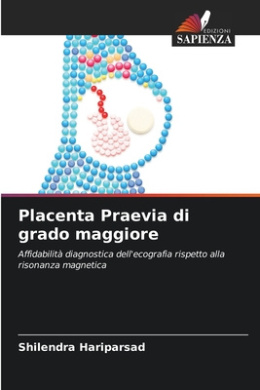 EDIZIONI
SAPIENZA
Placenta Praevia di
grado maggiore
Affidabilità diagnostica dell'ecografia rispetto alla
risonanza magnetica
Shilendra Hariparsad